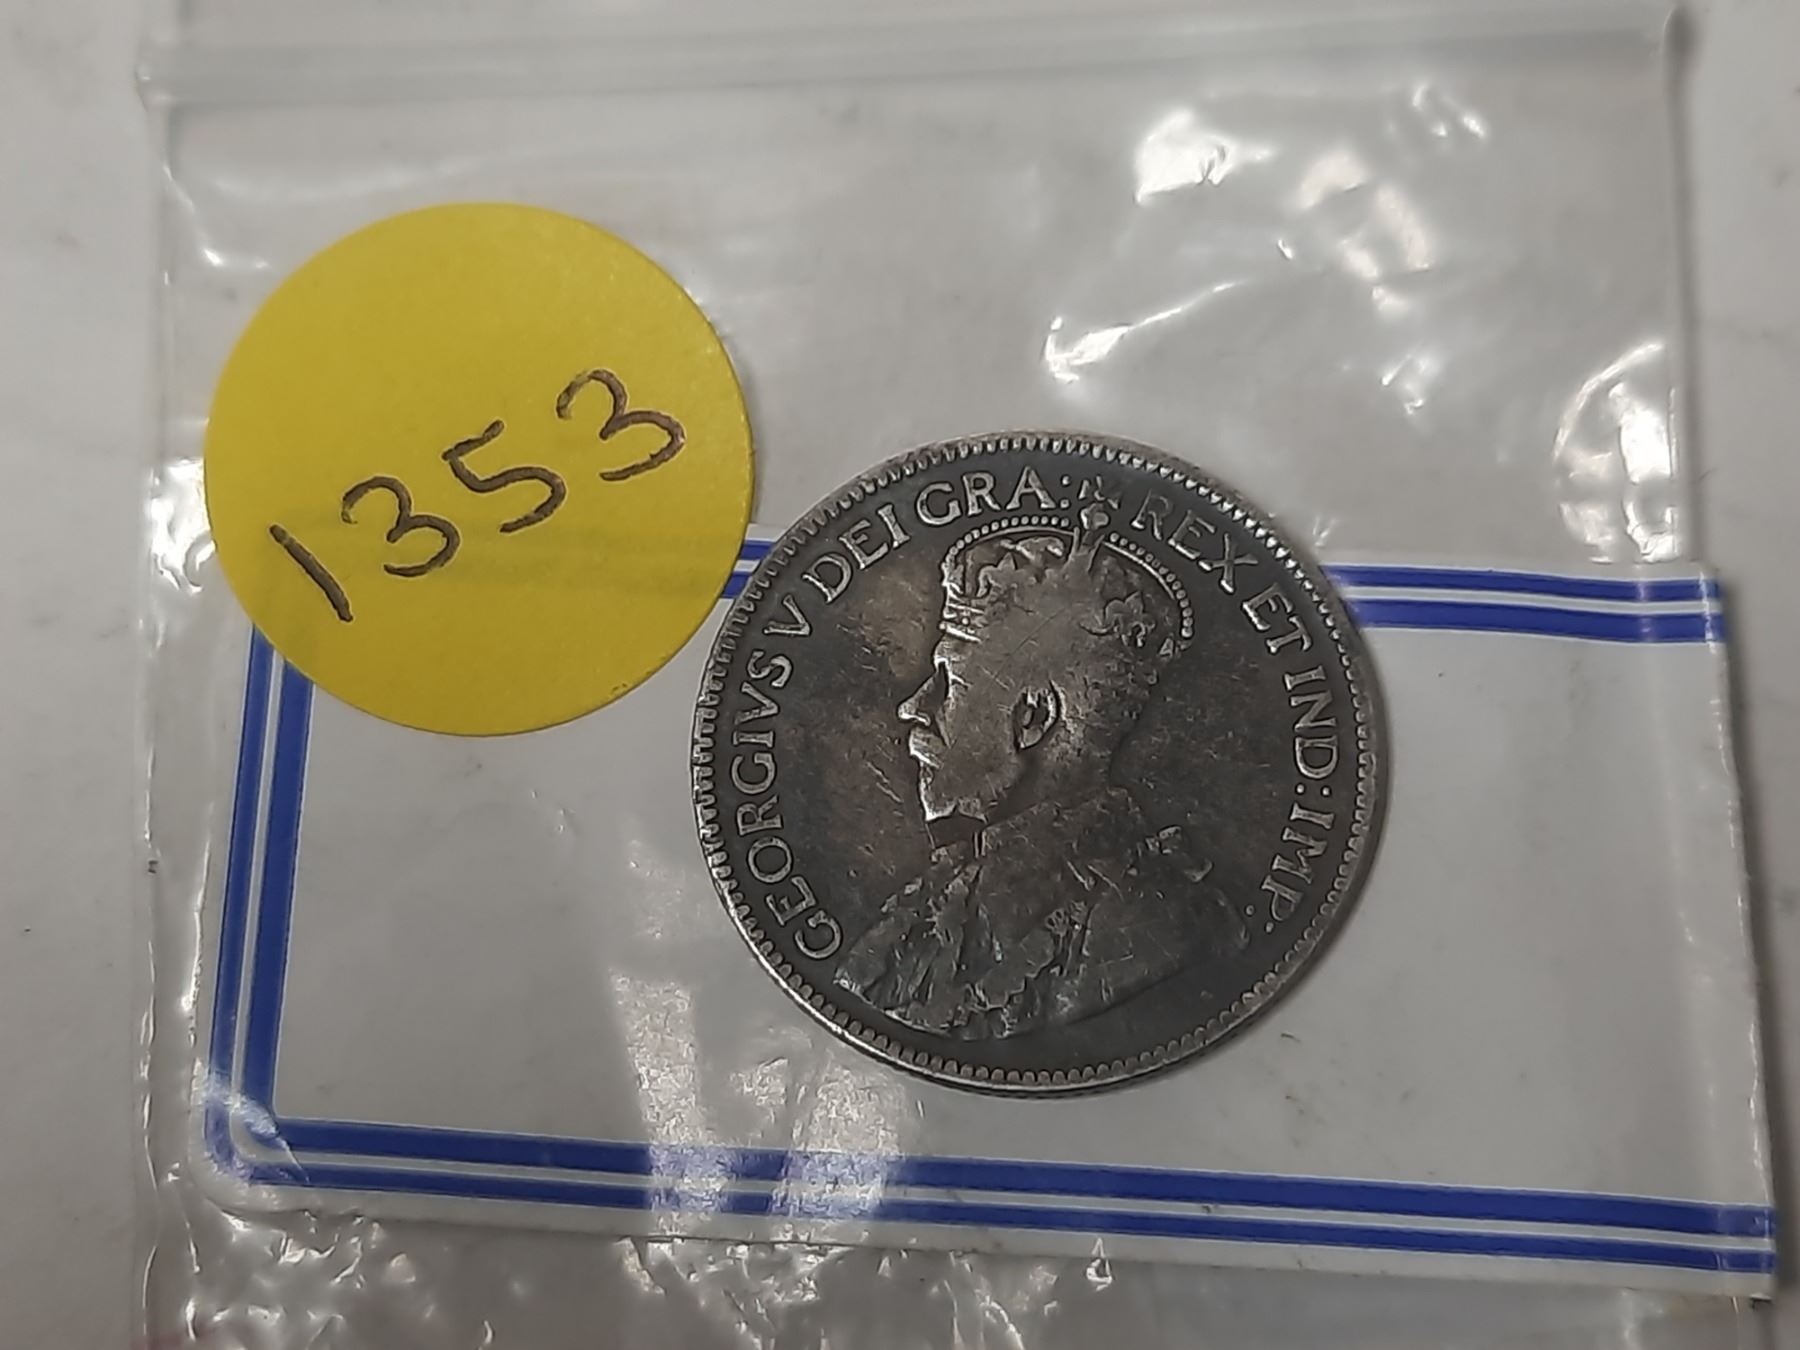 1353
GEORGIVS V DEI GRA: REX ET IND: IMP: